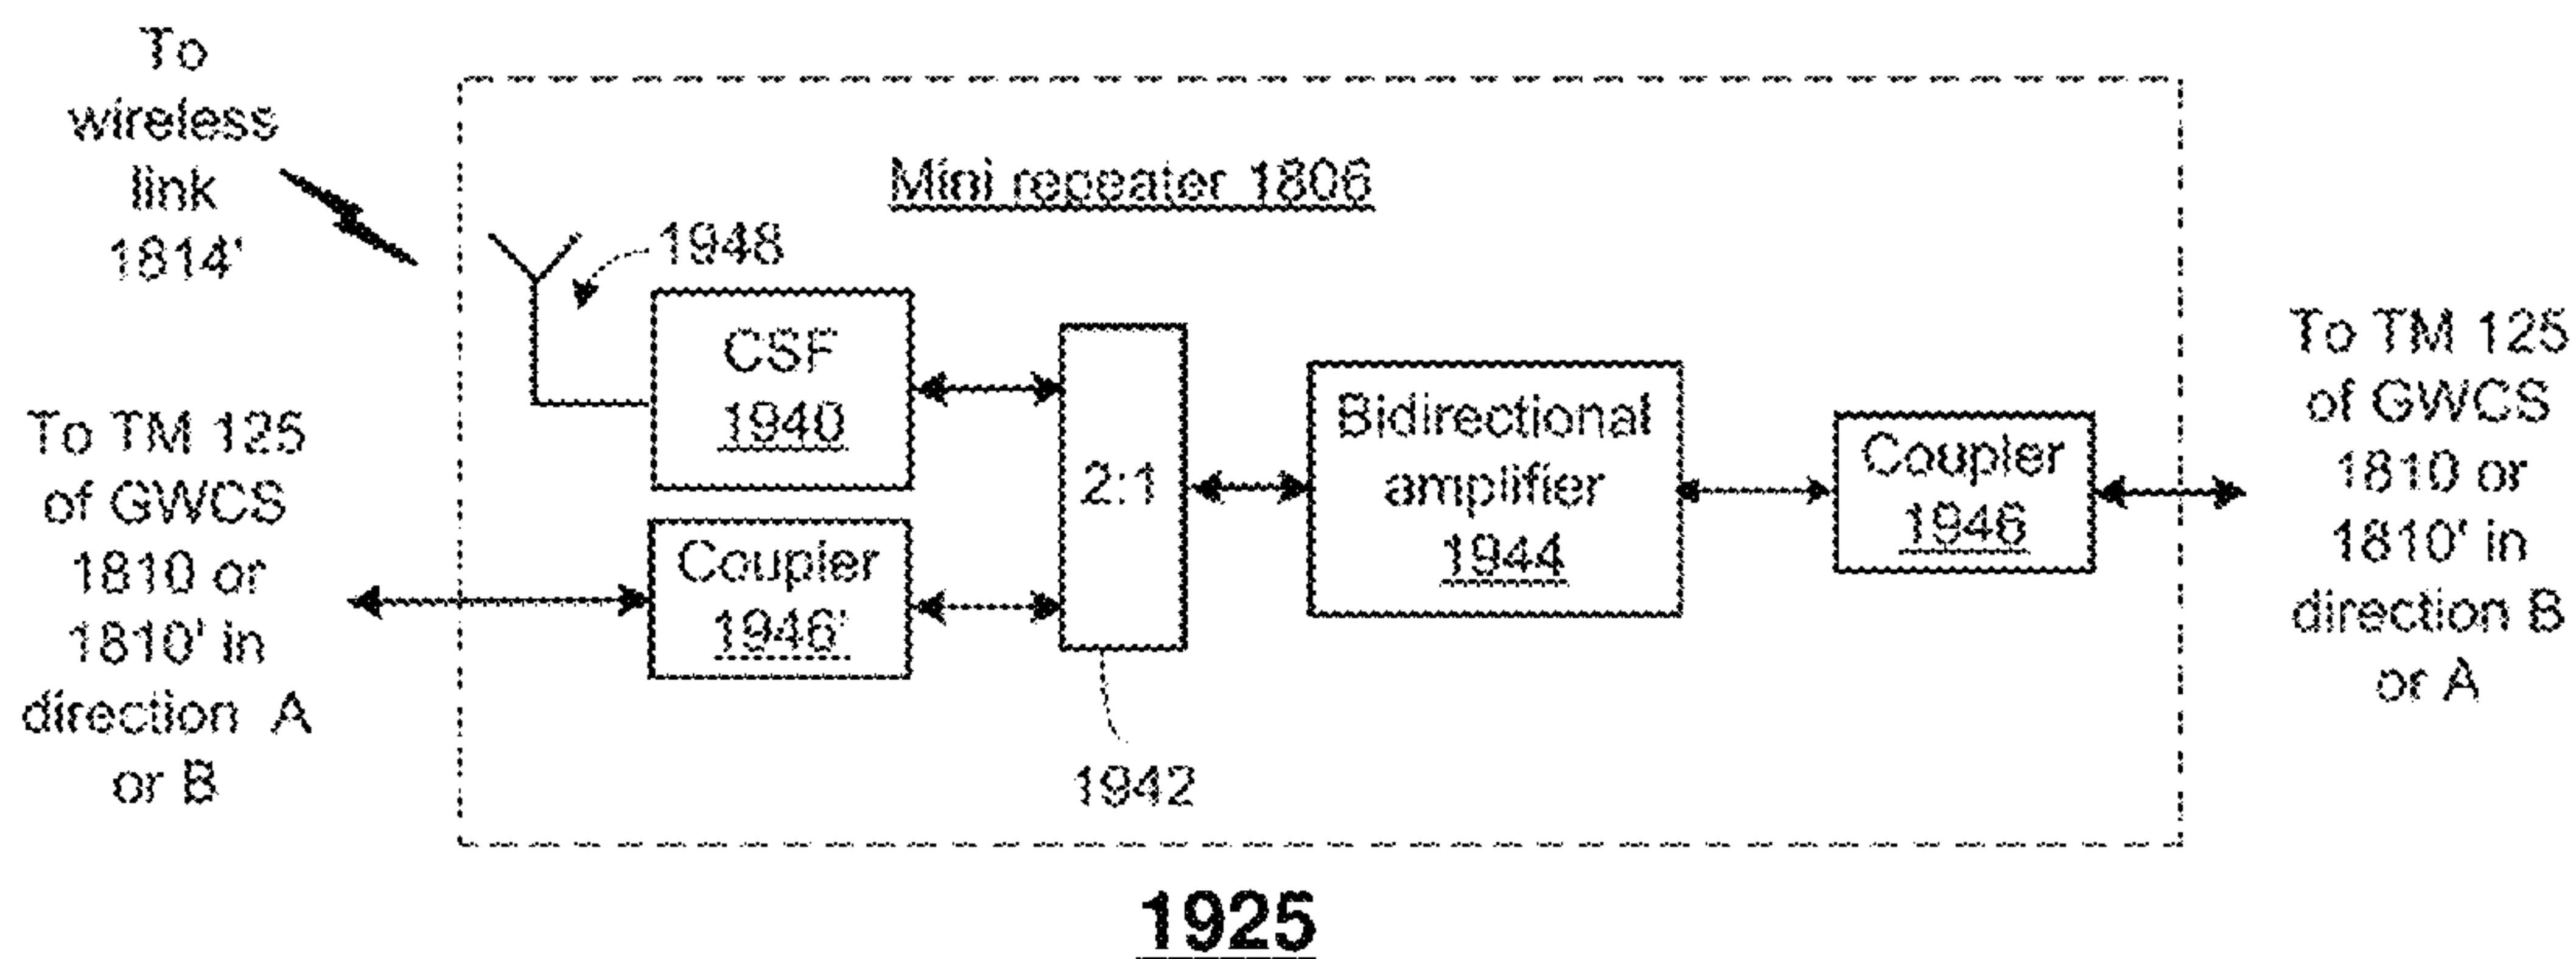 To
wireless
link
1814'
Mini repeater 1806
1948
CSF
1940
To TM 125
of GWCS
1810 or
1810' in
direction A
or B
Coupler
1946'
2:1
1942
Bidirectional
amplifier
1944
Coupler
1946
To TM 125
of GWCS
1810 or
1810' in
direction B
or A
1925